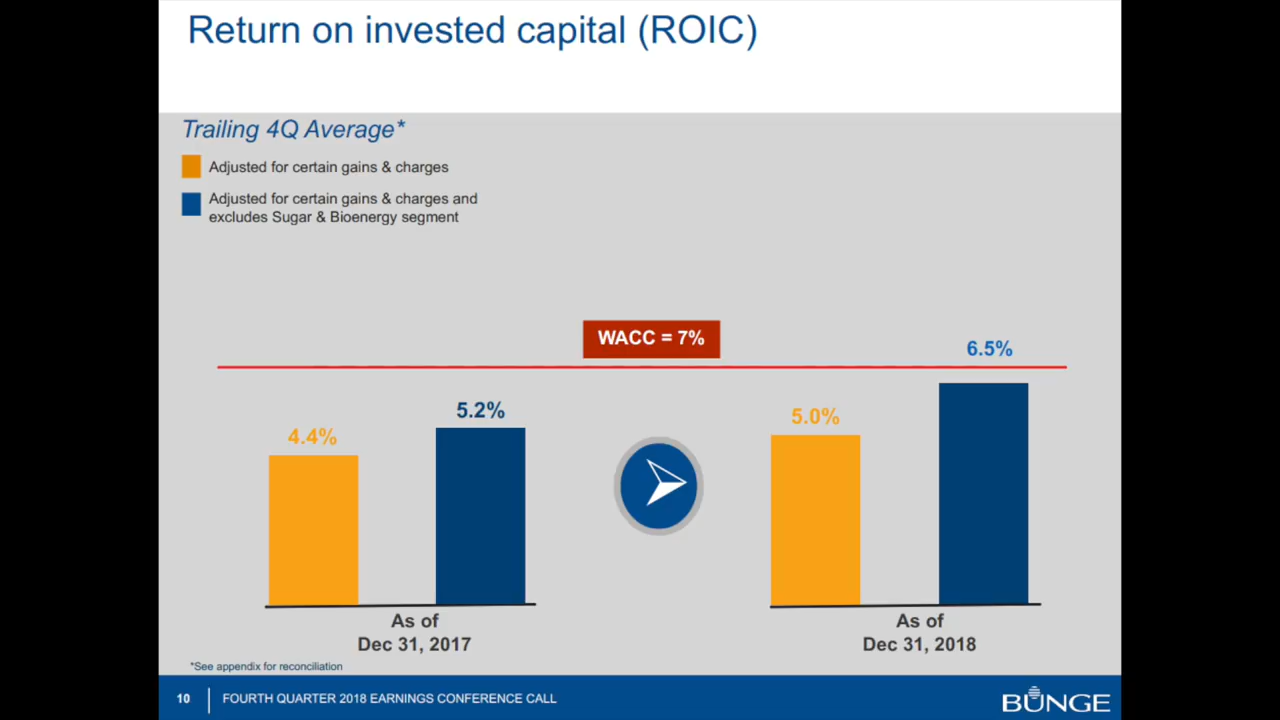 Return on invested capital (ROIC)
Trailing 4Q Average*
Adjusted for certain gains & charges
Adjusted for certain gains & charges and
excludes Sugar & Bioenergy segment
WACC = 7%
6.5%
5.2%
5.0%
4.4%
As of
Dec 31, 2017
As of
Dec 31, 2018
*See appendix for reconciliation
10
FOURTH QUARTER 2018 EARNINGS CONFERENCE CALL
BUNGE